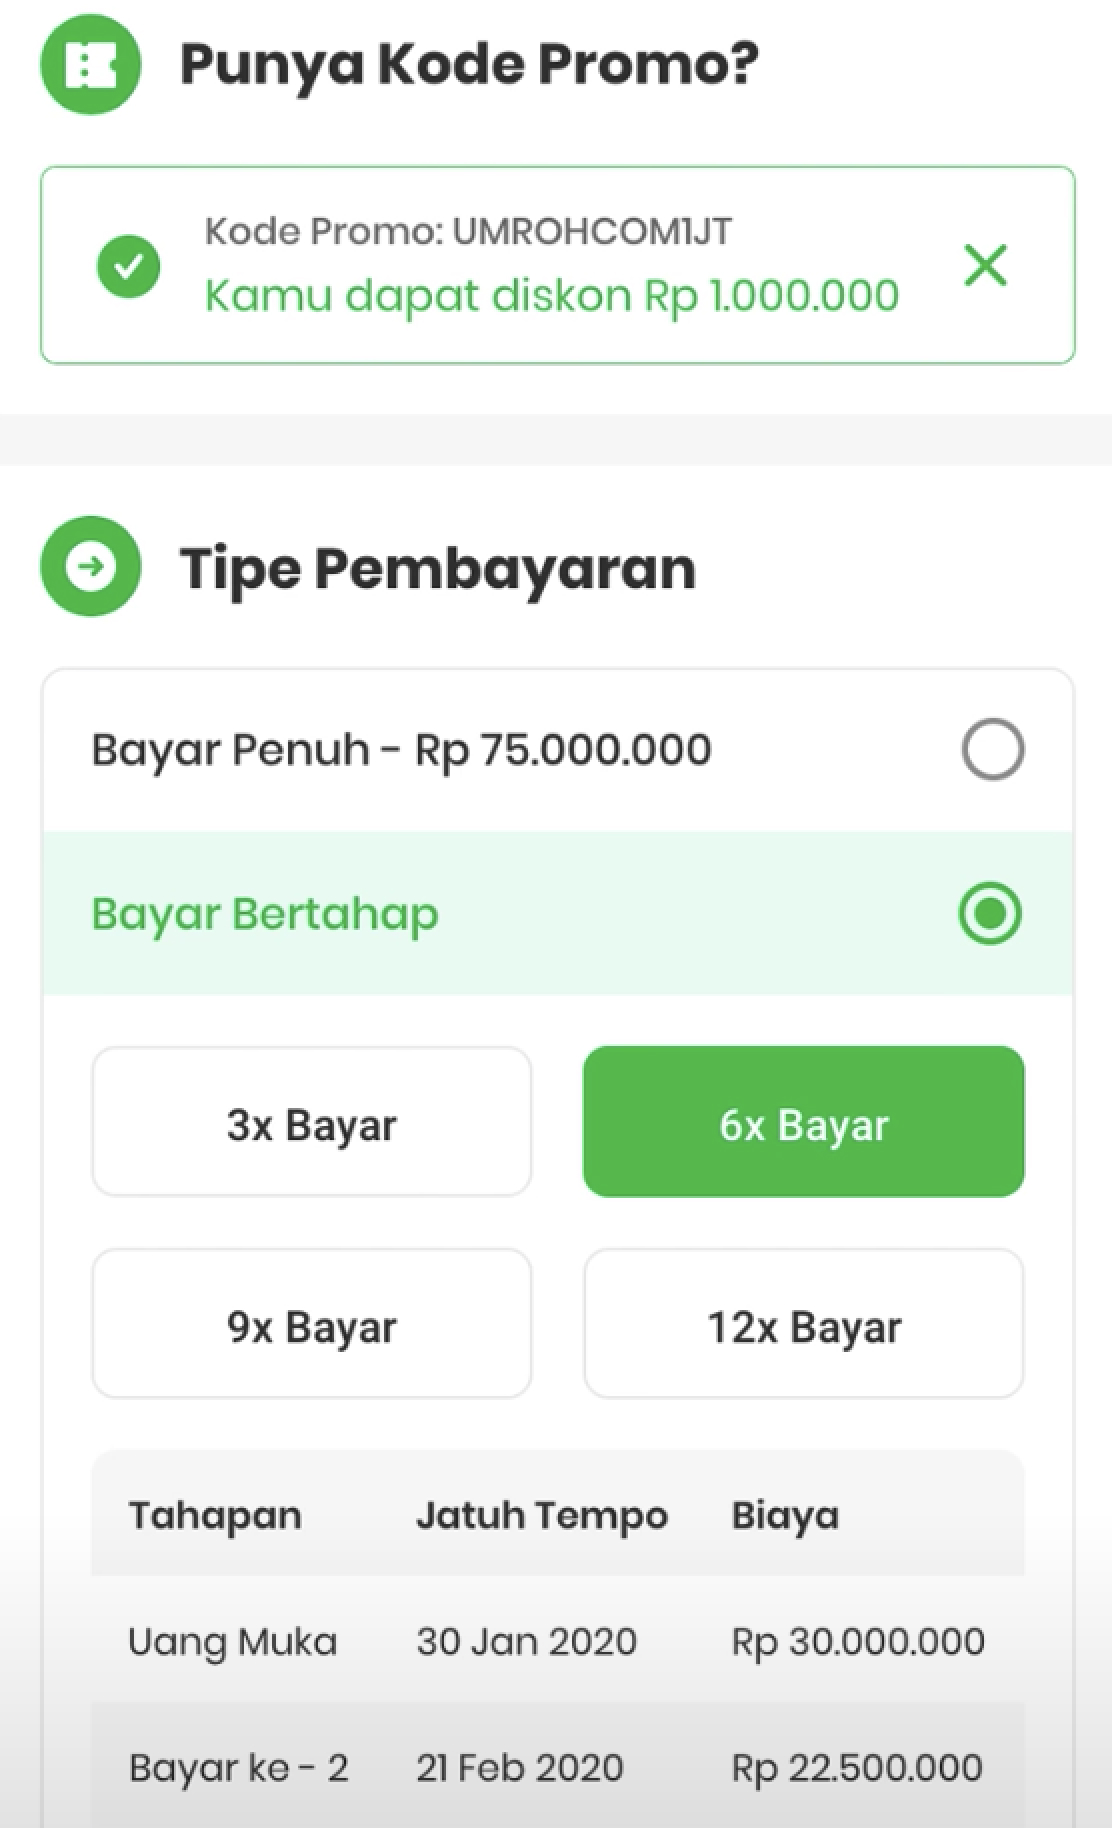 Punya Kode Promo?
Kode Promo: UMROHCOM1JT
Kamu dapat diskon Rp 1.000.000
Tipe Pembayaran
Bayar Penuh - Rp 75.000.000
Bayar Bertahap
3x Bayar 6x Bayar
9x Bayar 12x Bayar
Tahapan Jatuh Tempo Biaya
Uang Muka 30 Jan 2020 Rp 30.000.000
Bayar ke - 2 21 Feb 2020 Rp 22.500.000